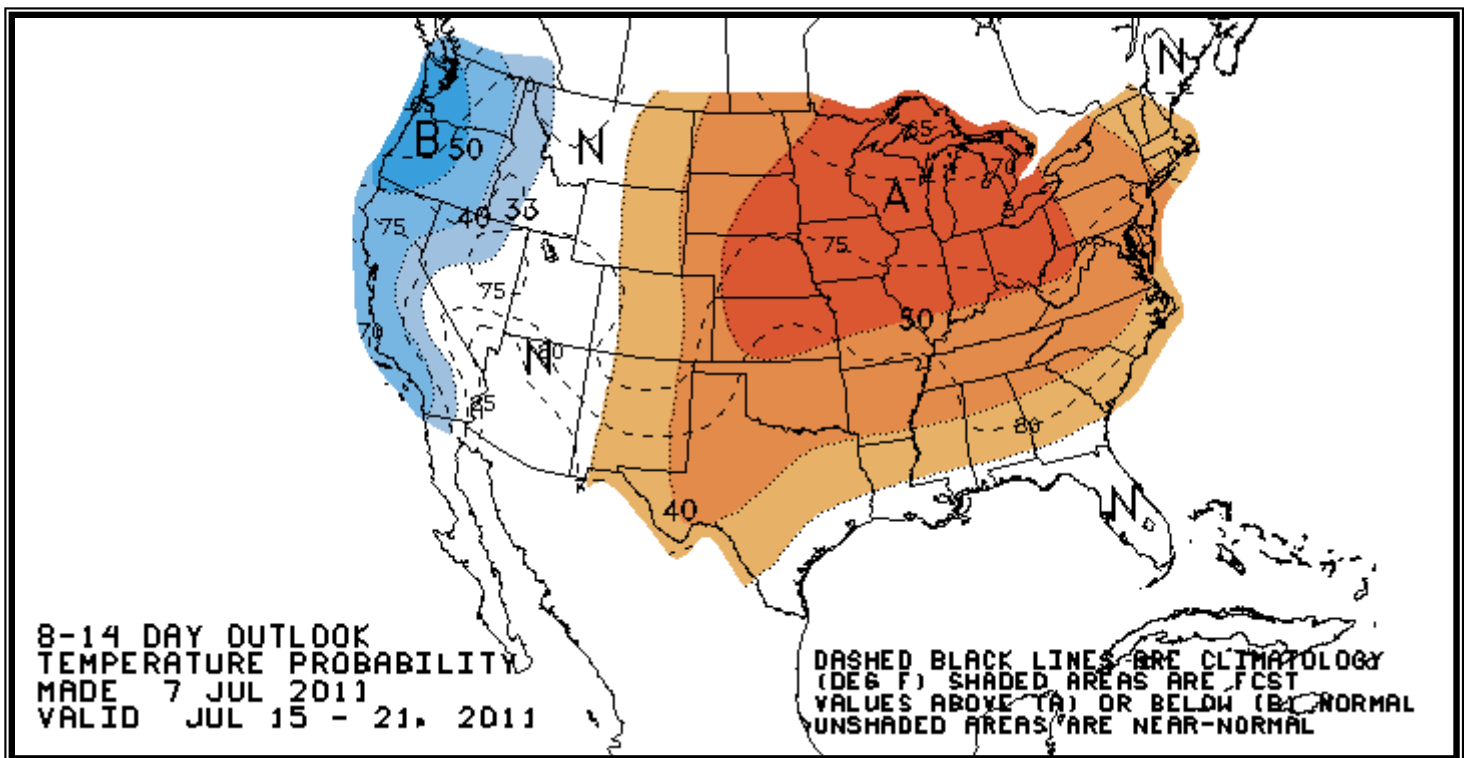 N
B 50
N
65
A
70
75
40 33
75
75
70
50
N
85
80
40
N
8-14 DAY OUTLOOK
TEMPERATURE PROBABILITY
MADE 7 JUL 2011
VALID JUL 15 - 21, 2011
DASHED BLACK LINES ARE CLIMATOLOGY
(DEG F) SHADED AREAS ARE FCST
VALUES ABOVE (A) OR BELOW (B) NORMAL
UNSHADED AREAS ARE NEAR-NORMAL